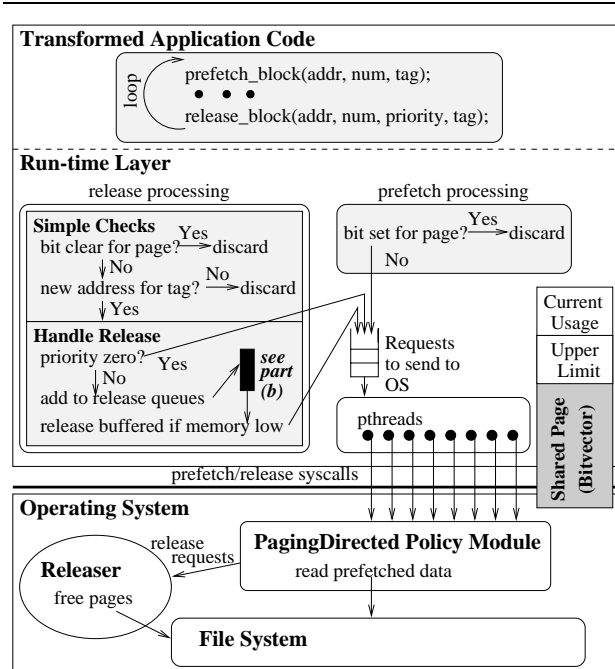 Transformed Application Code
loop
prefetch_block(addr, num, tag);
release_block(addr, num, priority, tag);
Run-time Layer
release processing
Simple Checks
bit clear for page?
Yes
discard
No
new address for tag?
No
discard
Yes
Handle Release
priority zero?
Yes
No
add to release queues
see
part
(b)
release buffered if memory low
prefetch processing
bit set for page?
Yes
discard
No
Requests
to send to
OS
pthreads
Current
Usage
Upper
Limit
Shared Page
(Bitvector)
prefetch/release syscalls
Operating System
release
requests
Releaser
free pages
PagingDirected Policy Module
read prefetched data
File System